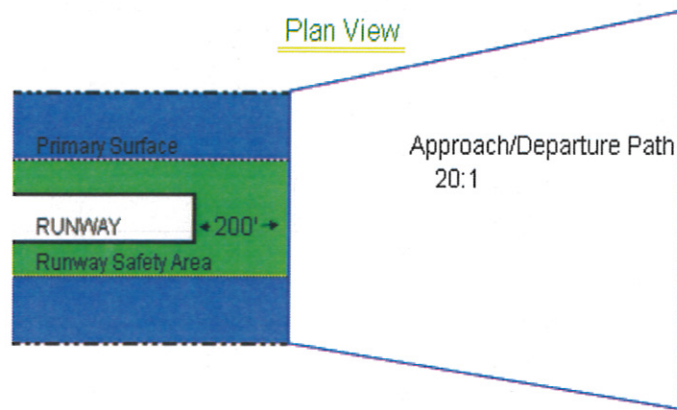 Plan View
Primary Surface
Approach/Departure Path
20:1
RUNWAY
200'
Runway Safety Area